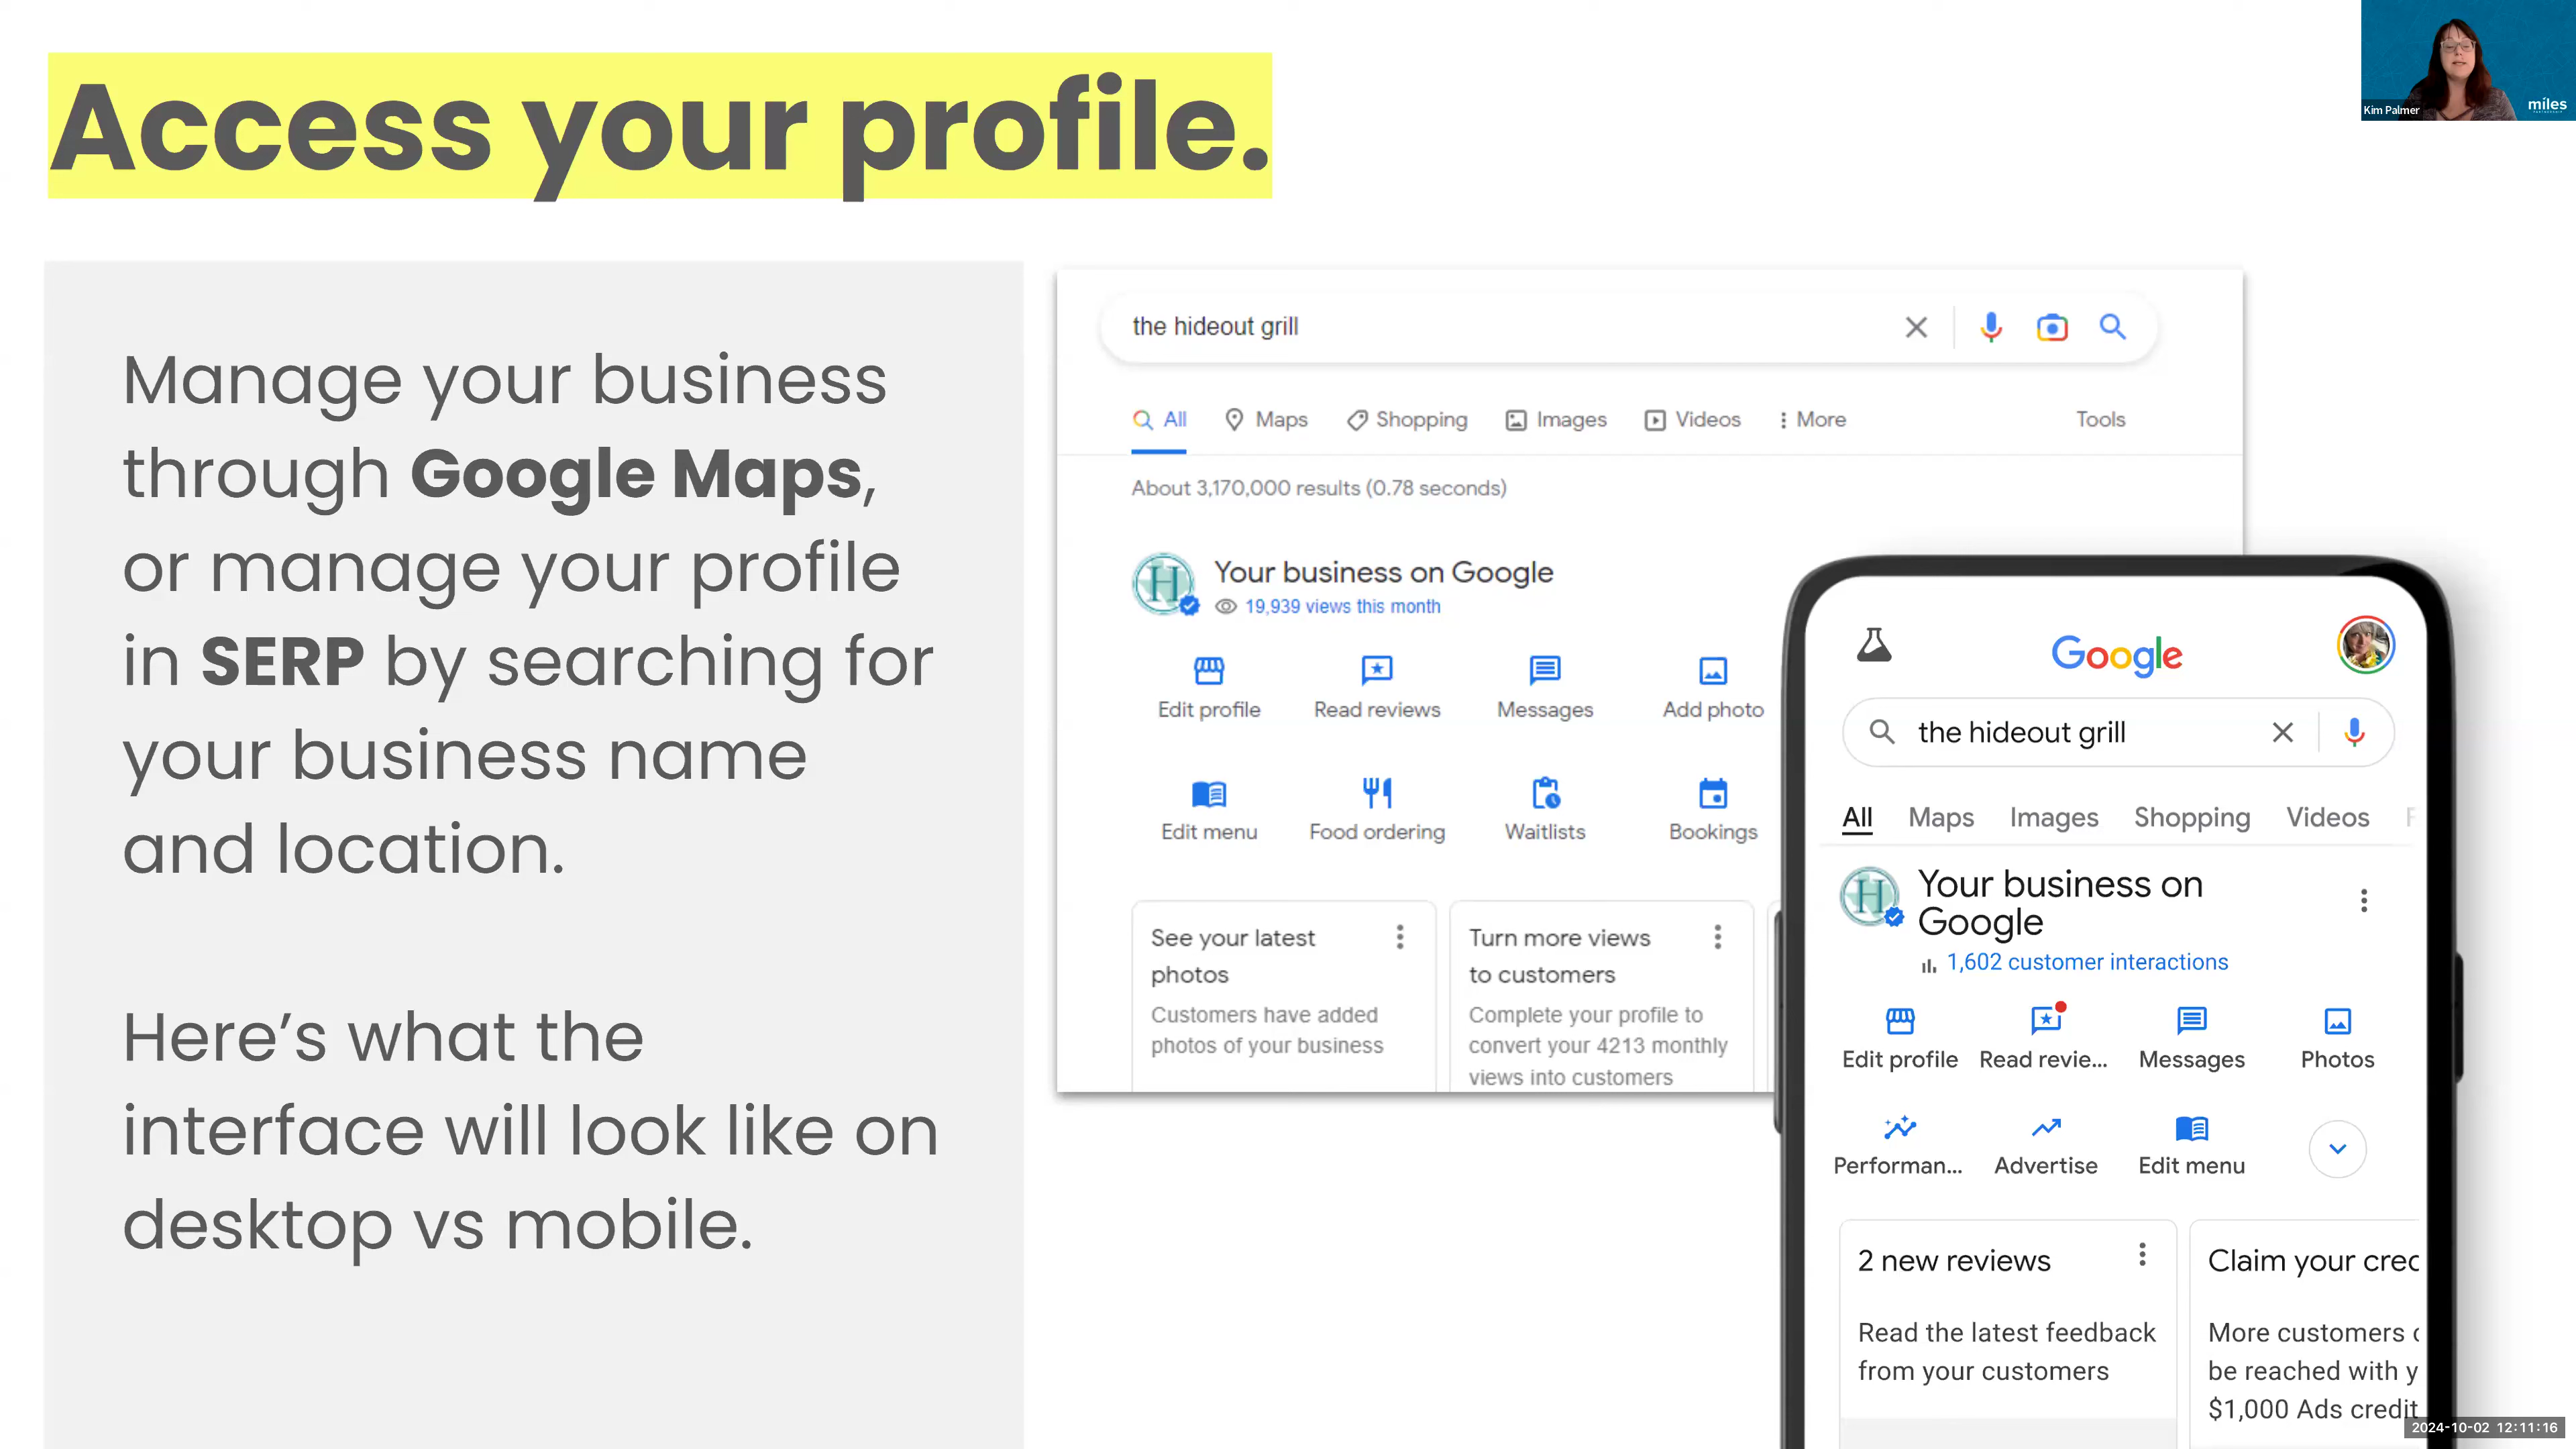 Access your profile.
Kim Palmer
miles
Manage your business
through Google Maps,
or manage your profile
in SERP by searching for
your business name
and location.
Here’s what the
interface will look like on
desktop vs mobile.
the hideout grill
All Maps Shopping Images Videos More Tools
About 3,170,000 results (0.78 seconds)
H
Your business on Google
19,939 views this month
Edit profile Read reviews Messages Add photo
Edit menu Food ordering Waitlists Bookings
See your latest
photos
Customers have added
photos of your business
Turn more views
to customers
Complete your profile to
convert your 4213 monthly
views into customers
Google
the hideout grill
All Maps Images Shopping Videos
H
Your business on
Google
1,602 customer interactions
Edit profile Read revie... Messages Photos
Performan... Advertise Edit menu
2 new reviews
Read the latest feedback
from your customers
Claim your cred
More customers c
be reached with y
$1,000 Ads credit
2024-10-02 12:11:16